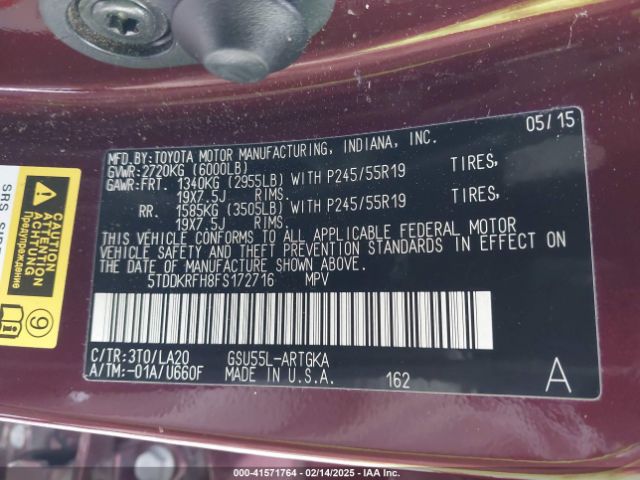 MFD.BY:TOYOTA MOTOR MANUFACTURING, INDIANA, INC. 05/15
GVWR:2720KG (6000LB)
GAWR:FRT. 1340KG (2955LB) WITH P245/55R19 TIRES,
19X7.5J RIMS.
RR. 1585KG (3505LB) WITH P245/55R19 TIRES,
19X7.5J RIMS.
THIS VEHICLE CONFORMS TO ALL APPLICABLE FEDERAL MOTOR
VEHICLE SAFETY AND THEFT PREVENTION STANDARDS IN EFFECT ON
THE DATE OF MANUFACTURE SHOWN ABOVE.
5TDDKRFH8FS172716 MPV
C/TR:3T0/LA20 GSU55L-ARTGKA
A/TM:-01A/U660F MADE IN U.S.A. 162 A
SRS SIDE
CAUTION
ATTENTION
ACHTUNG
Предупреждение
9
000-41571764 - 02/14/2025 - IAA Inc.